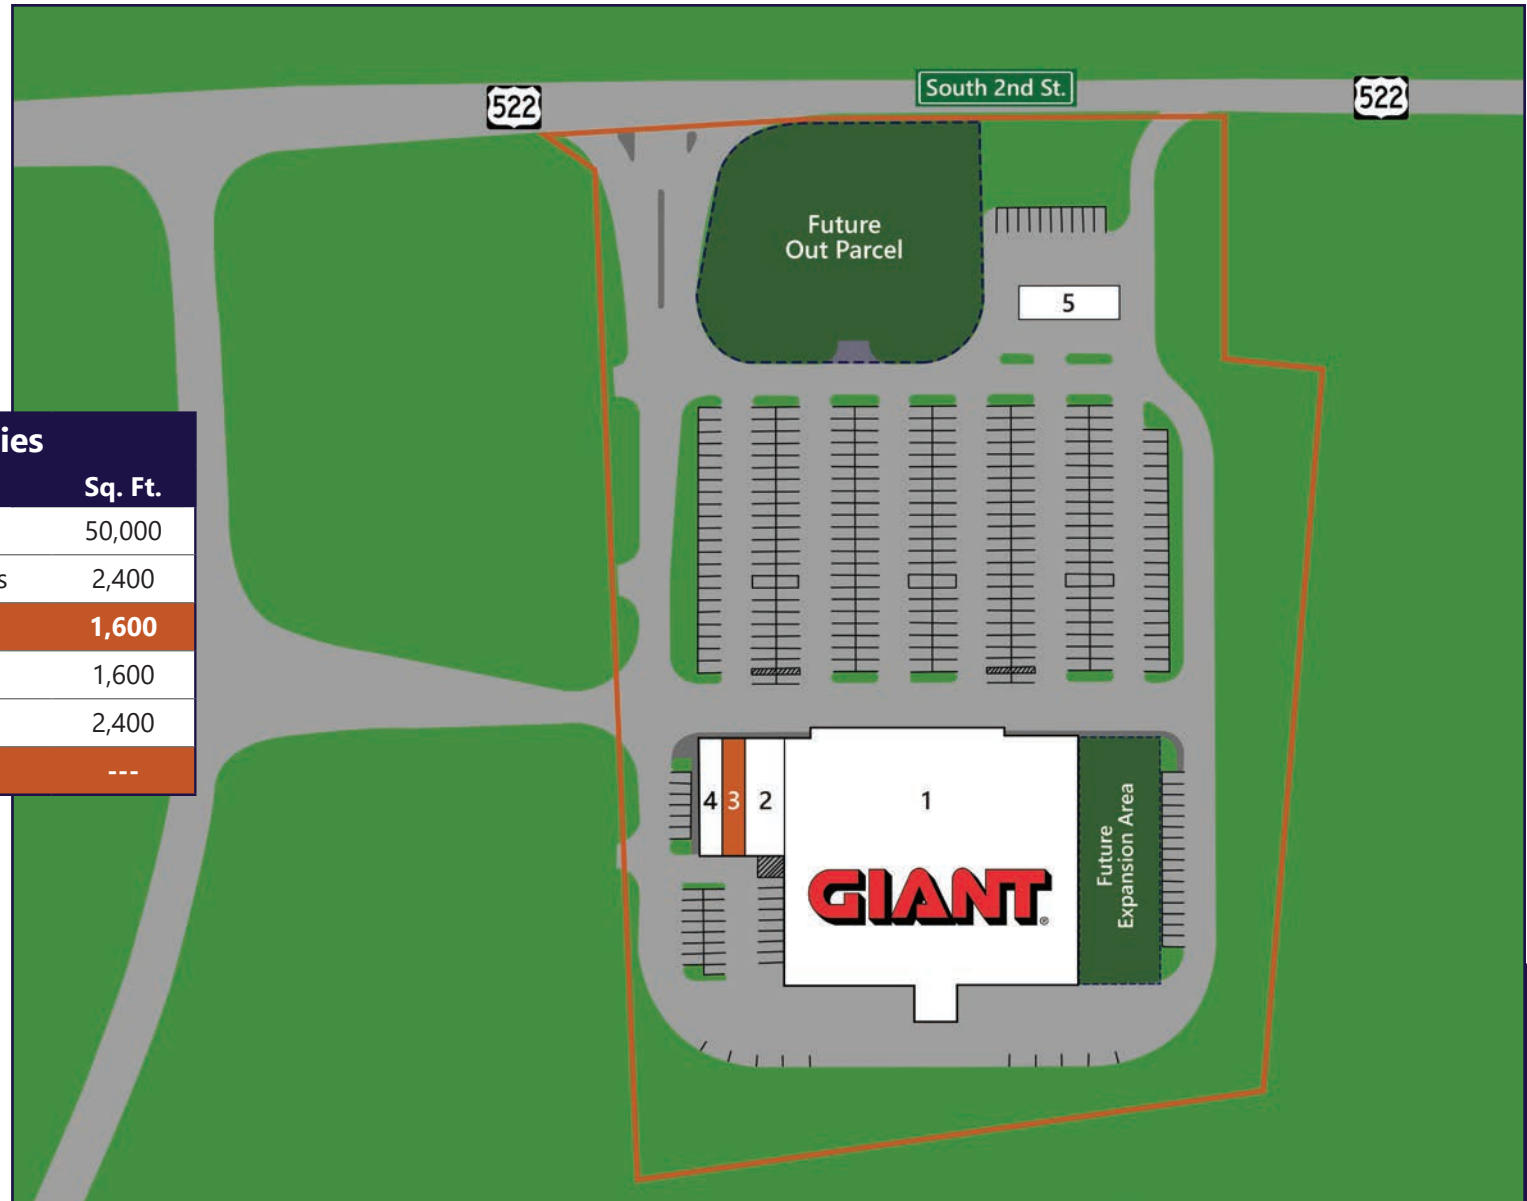 South 2nd St.
522
522
Future
Out Parcel
5
ies
Sq. Ft.
50,000
s 2,400
1,600
1,600
2,400
---
4 3 2 1
GIANT®
Future
Expansion Area